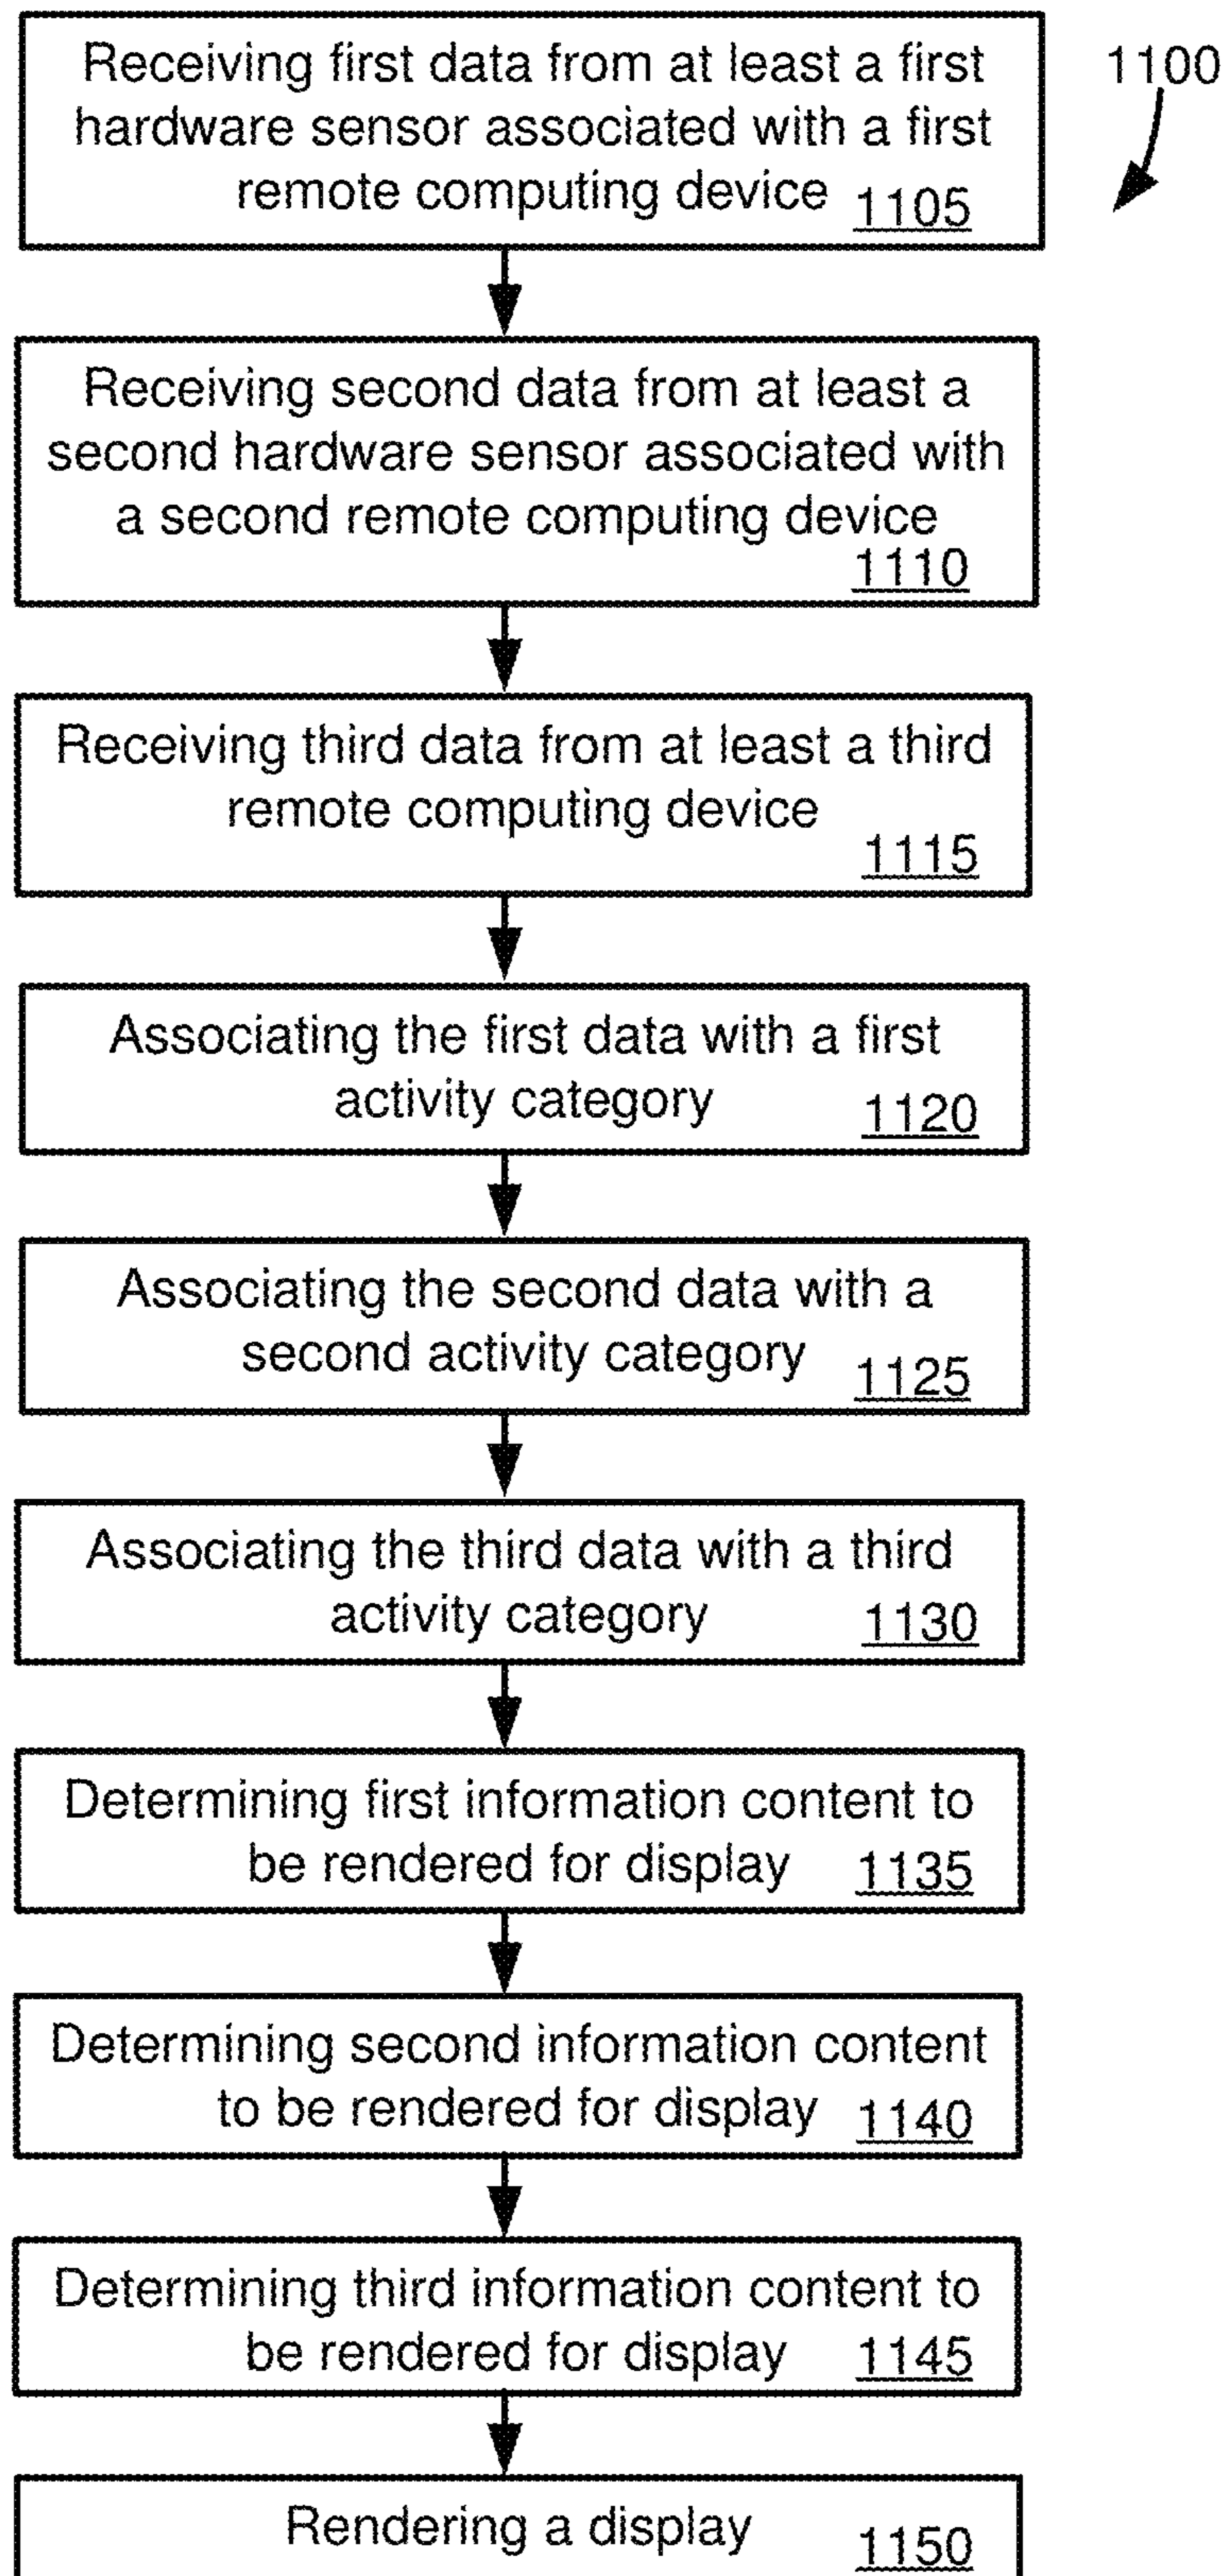 Receiving first data from at least a first
hardware sensor associated with a first
remote computing device 1105
1100
Receiving second data from at least a
second hardware sensor associated with
a second remote computing device
1110
Receiving third data from at least a third
remote computing device
1115
Associating the first data with a first
activity category 1120
Associating the second data with a
second activity category 1125
Associating the third data with a third
activity category 1130
Determining first information content to
be rendered for display 1135
Determining second information content
to be rendered for display 1140
Determining third information content to
be rendered for display 1145
Rendering a display 1150